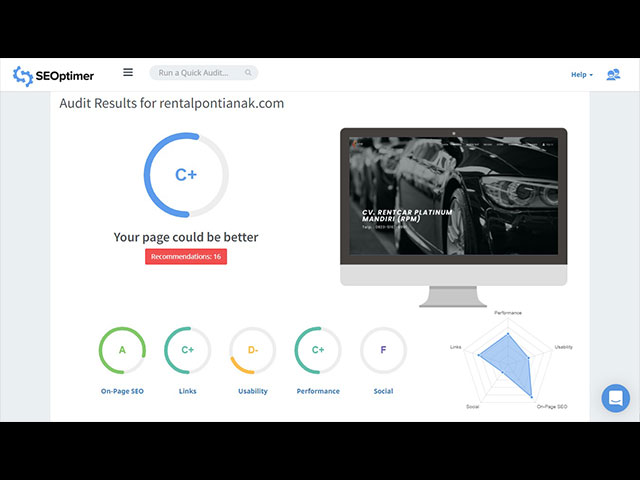 SEOptimer
Run a Quick Audit...
Help
Audit Results for rentalpontianak.com
C+
Your page could be better
Recommendations: 16
CV. RENTCAR PLATINUM
MANDIRI (RPM)
A
C+
D-
C+
F
On-Page SEO
Links
Usability
Performance
Social
Performance
Links
Usability
Social
On-Page SEO